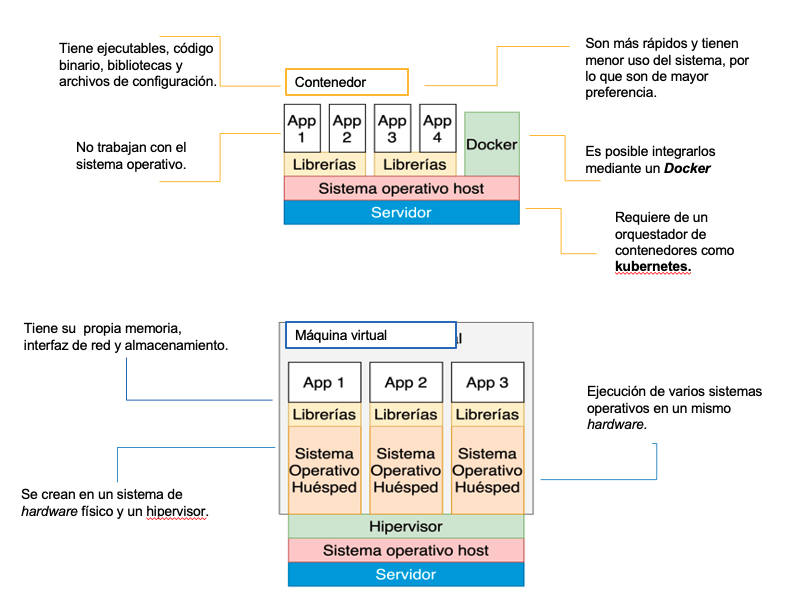 Tiene ejecutables, código
binario, bibliotecas y
archivos de configuración.
Contenedor
Son más rápidos y tienen
menor uso del sistema, por
lo que son de mayor
preferencia.
No trabajan con el
sistema operativo.
App 1
App 2
App 3
App 4
Docker
Librerías
Librerías
Sistema operativo host
Servidor
Es posible integrarlos
mediante un Docker
Requiere de un
orquestador de
contenedores como
kubernetes.
Tiene su  propia memoria,
interfaz de red y almacenamiento.
Máquina virtual
l
App 1
App 2
App 3
Librerías
Librerías
Librerías
Sistema
Operativo
Huésped
Sistema
Operativo
Huésped
Sistema
Operativo
Huésped
Hipervisor
Sistema operativo host
Servidor
Ejecución de varios sistemas
operativos en un mismo
hardware.
Se crean en un sistema de
hardware físico y un hipervisor.